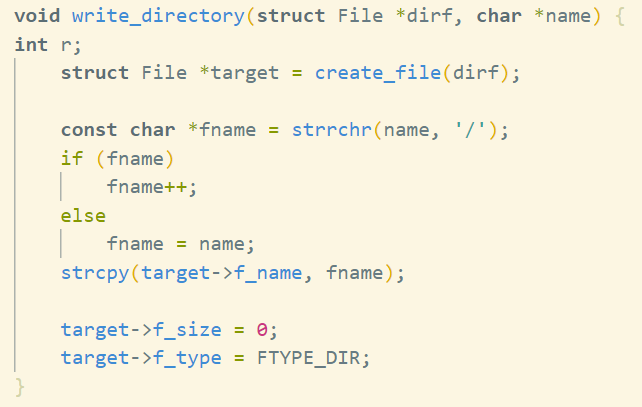 void write_directory(struct File *dirf, char *name) {
int r;
    struct File *target = create_file(dirf);

    const char *fname = strrchr(name, '/');
    if (fname)
        fname++;
    else
        fname = name;
    strcpy(target->f_name, fname);

    target->f_size = 0;
    target->f_type = FTYPE_DIR;
}